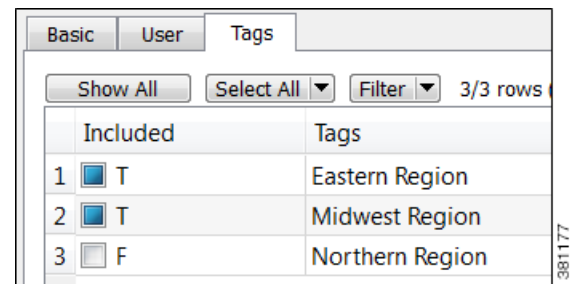 Basic User Tags
Show All Select All Filter 3/3 rows
Included Tags
1 T Eastern Region
2 T Midwest Region
3 F Northern Region
381177